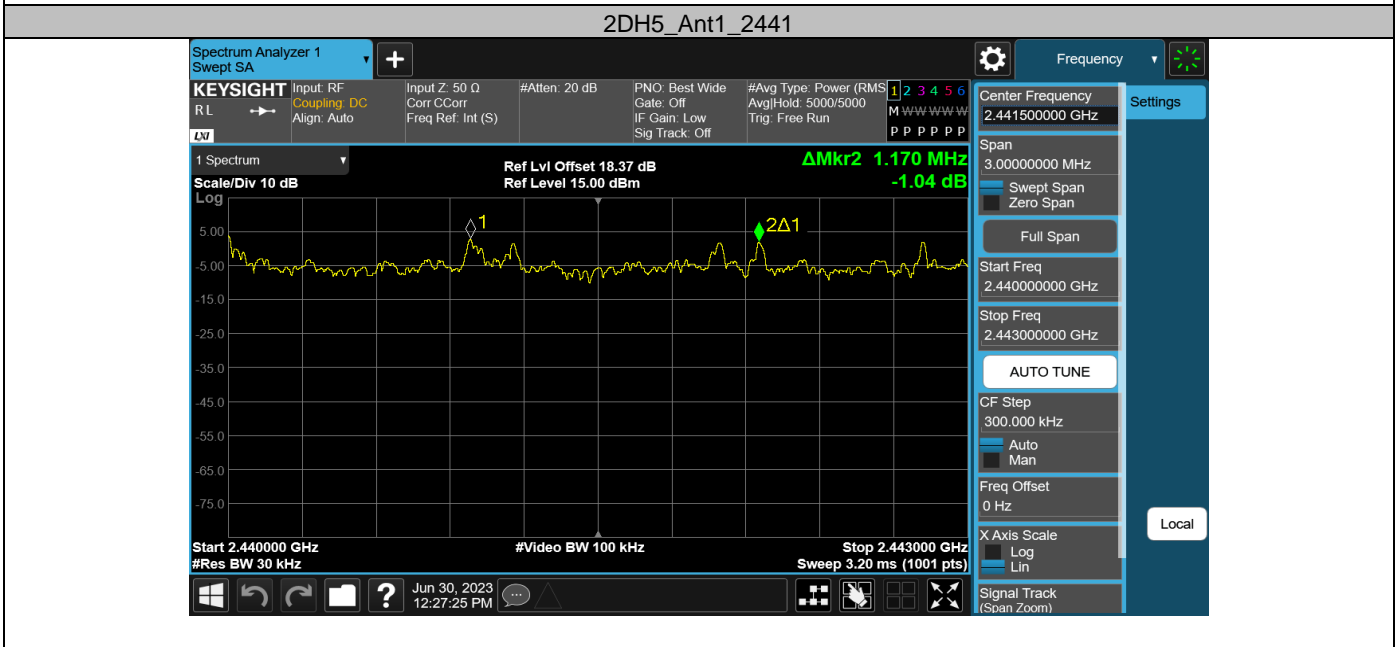 2DH5_Ant1_2441
Spectrum Analyzer 1
Swept SA
Frequency
KEYSIGHT
RL
LXI
Input: RF
Coupling: DC
Align: Auto
Input Z: 50 Ω
Corr CCorr
Freq Ref: Int (S)
#Atten: 20 dB
PNO: Best Wide
Gate: Off
IF Gain: Low
Sig Track: Off
#Avg Type: Power (RMS
Avg|Hold: 5000/5000
Trig: Free Run
1 2 3 4 5 6
M W W W W W
P P P P P P
1 Spectrum
Scale/Div 10 dB
Log
Ref Lvl Offset 18.37 dB
Ref Level 15.00 dBm
ΔMkr2 1.170 MHz
-1.04 dB
1
2Δ1
5.00
-5.00
-15.0
-25.0
-35.0
-45.0
-55.0
-65.0
-75.0
Start 2.440000 GHz
#Res BW 30 kHz
#Video BW 100 kHz
Stop 2.443000 GHz
Sweep 3.20 ms (1001 pts)
Center Frequency
2.441500000 GHz
Settings
Span
3.00000000 MHz
Swept Span
Zero Span
Full Span
Start Freq
2.440000000 GHz
Stop Freq
2.443000000 GHz
AUTO TUNE
CF Step
300.000 kHz
Auto
Man
Freq Offset
0 Hz
X Axis Scale
Log
Lin
Local
Signal Track
(Span Zoom)
?
Jun 30, 2023
12:27:25 PM